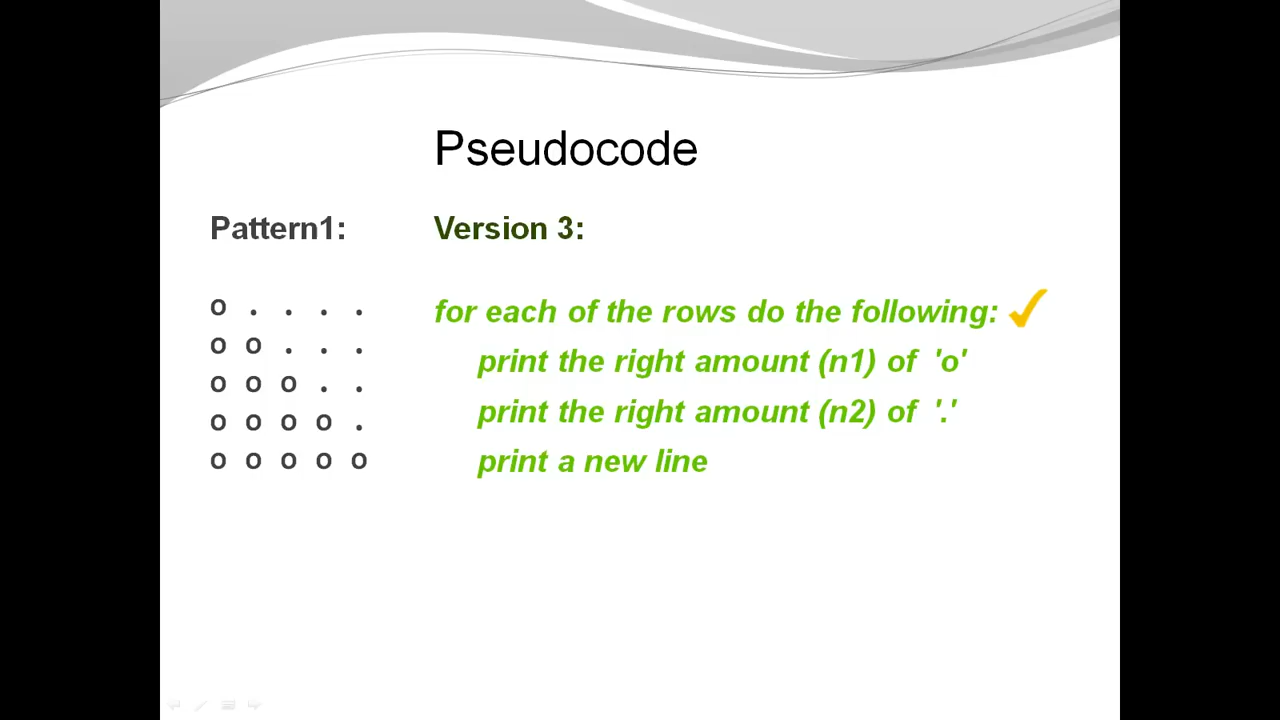 Pseudocode
Pattern1:
o . . . .
o o . . .
o o o . .
o o o o .
o o o o o
Version 3:
for each of the rows do the following:
print the right amount (n1) of 'o'
print the right amount (n2) of '.'
print a new line